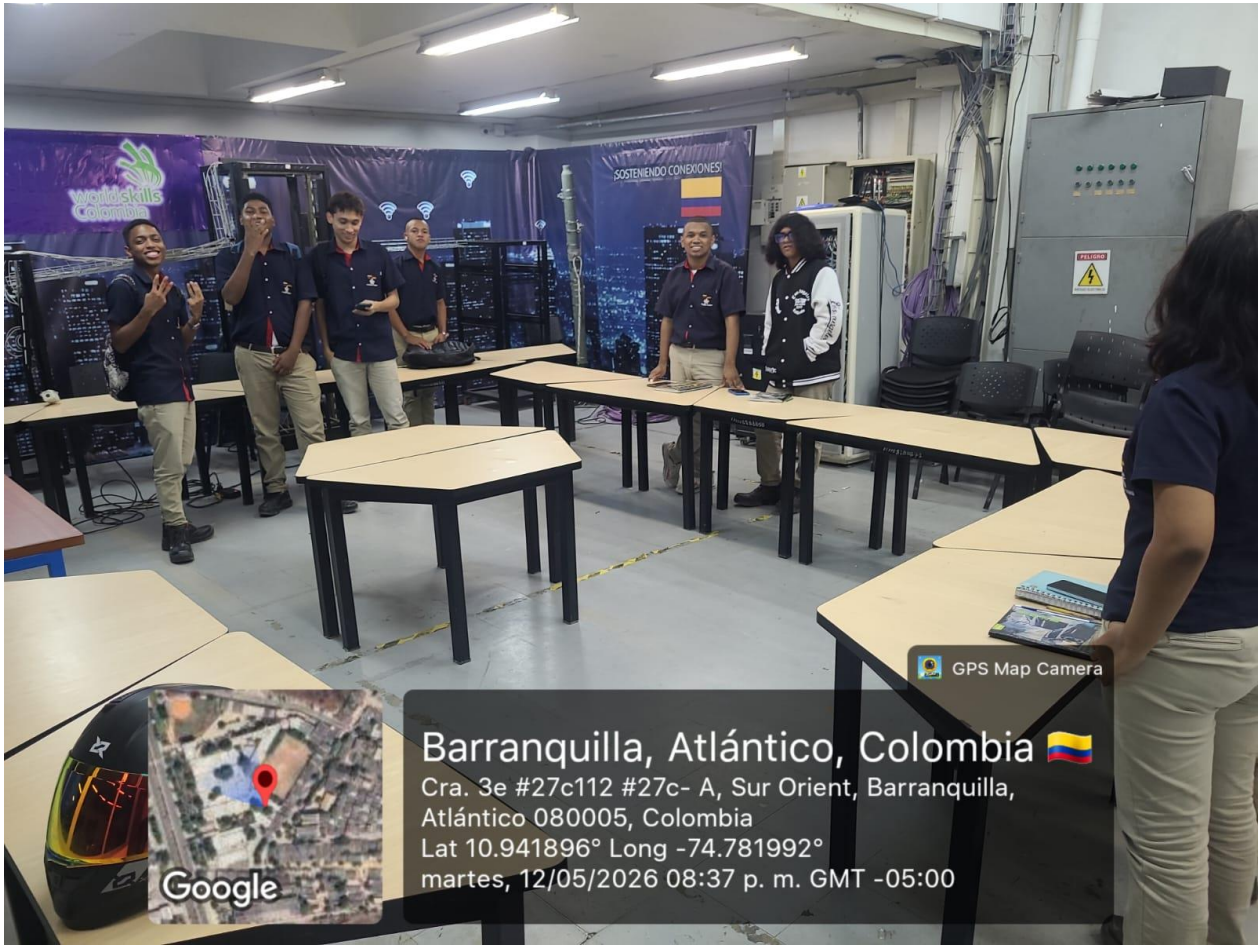 worldskills
Colombia
¡SOSTENIENDO CONEXIONES!
PELIGRO
GPS Map Camera
Barranquilla, Atlántico, Colombia
Cra. 3e #27c112 #27c- A, Sur Orient, Barranquilla,
Atlántico 080005, Colombia
Lat 10.941896° Long -74.781992°
martes, 12/05/2026 08:37 p. m. GMT -05:00
Google